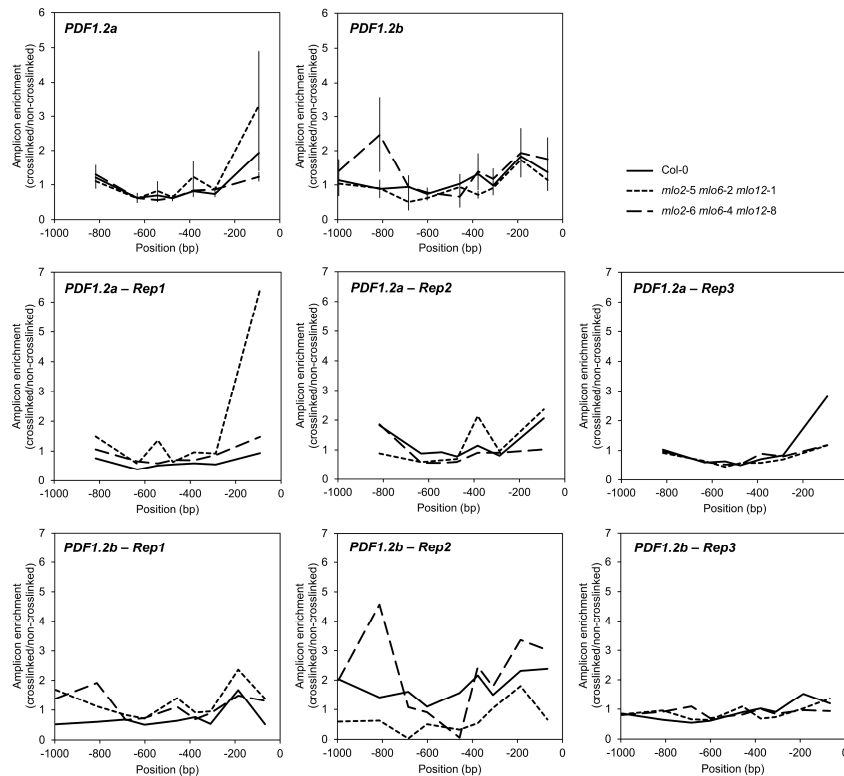 PDF1.2a
Amplicon enrichment
(crosslinked/non-crosslinked)
6
5
4
3
2
1
0
-1000 -800 -600 -400 -200 0
Position (bp)
PDF1.2b
Amplicon enrichment
(crosslinked/non-crosslinked)
6
5
4
3
2
1
0
-1000 -800 -600 -400 -200 0
Position (bp)
Col-0
mlo2-5 mlo6-2 mlo12-1
mlo2-6 mlo6-4 mlo12-8
PDF1.2a – Rep1
Amplicon enrichment
(crosslinked/non-crosslinked)
7
6
5
4
3
2
1
0
-1000 -800 -600 -400 -200 0
Position (bp)
PDF1.2a – Rep2
Amplicon enrichment
(crosslinked/non-crosslinked)
7
6
5
4
3
2
1
0
-1000 -800 -600 -400 -200 0
Position (bp)
PDF1.2a – Rep3
Amplicon enrichment
(crosslinked/non-crosslinked)
7
6
5
4
3
2
1
0
-1000 -800 -600 -400 -200 0
Position (bp)
PDF1.2b – Rep1
Amplicon enrichment
(crosslinked/non-crosslinked)
7
6
5
4
3
2
1
0
-1000 -800 -600 -400 -200 0
Position (bp)
PDF1.2b – Rep2
Amplicon enrichment
(crosslinked/non-crosslinked)
7
6
5
4
3
2
1
0
-1000 -800 -600 -400 -200 0
Position (bp)
PDF1.2b – Rep3
Amplicon enrichment
(crosslinked/non-crosslinked)
7
6
5
4
3
2
1
0
-1000 -800 -600 -400 -200 0
Position (bp)